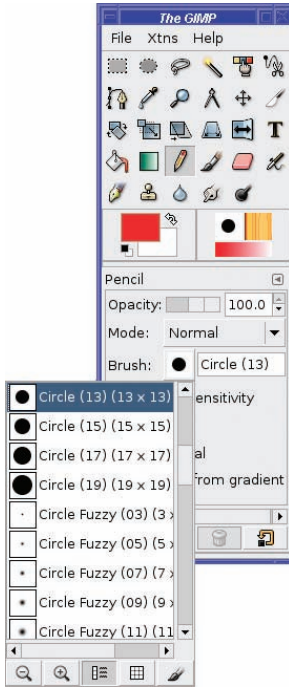 The GIMP
File Xtns Help
T
Pencil
Opacity: 100.0
Mode: Normal
Brush: Circle (13)
ensitivity
al
from gradient
Circle (13) (13 x 13)
Circle (15) (15 x 15)
Circle (17) (17 x 17)
Circle (19) (19 x 19)
Circle Fuzzy (03) (3 x
Circle Fuzzy (05) (5 x
Circle Fuzzy (07) (7 x
Circle Fuzzy (09) (9 x
Circle Fuzzy (11) (11